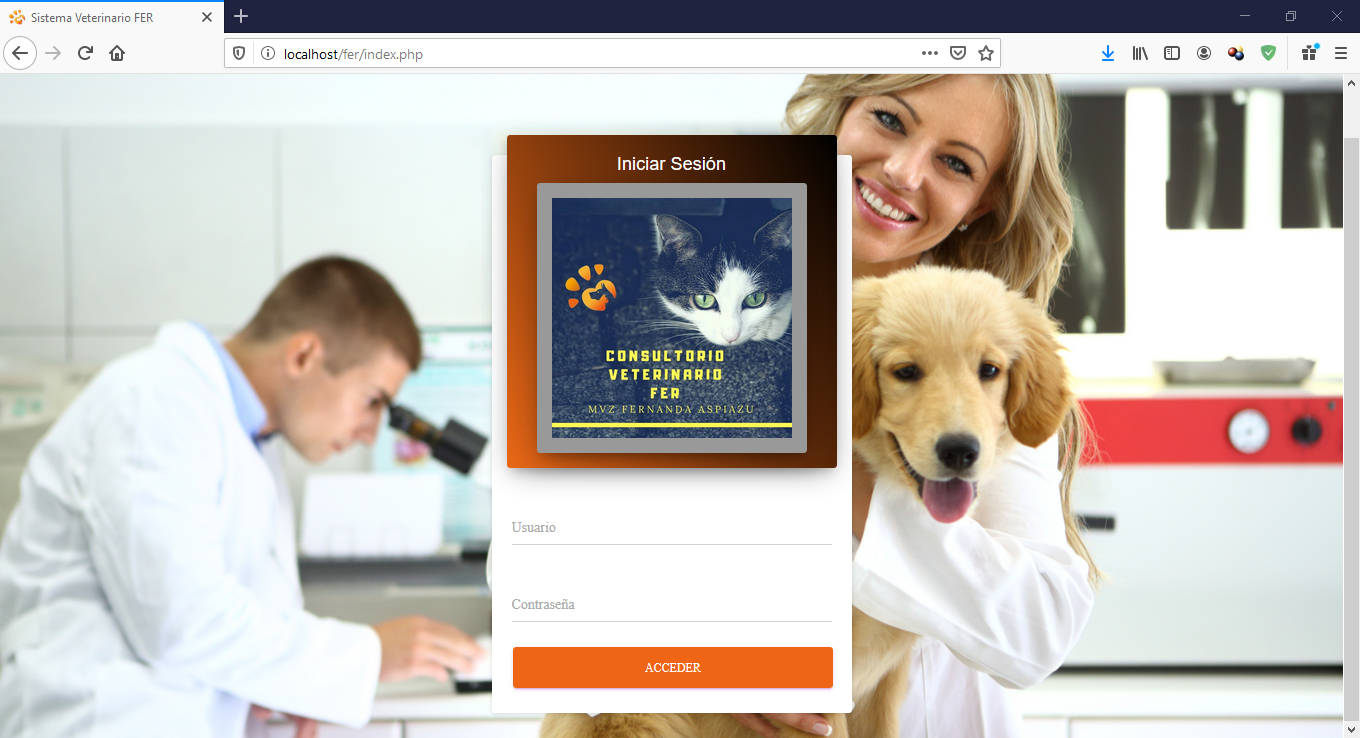 Sistema Veterinario FER
localhost/fer/index.php
Iniciar Sesión
CONSULTORIO
VETERINARIO
FER
MVZ FERNANDA ASPIAZU
Usuario
Contraseña
ACCEDER